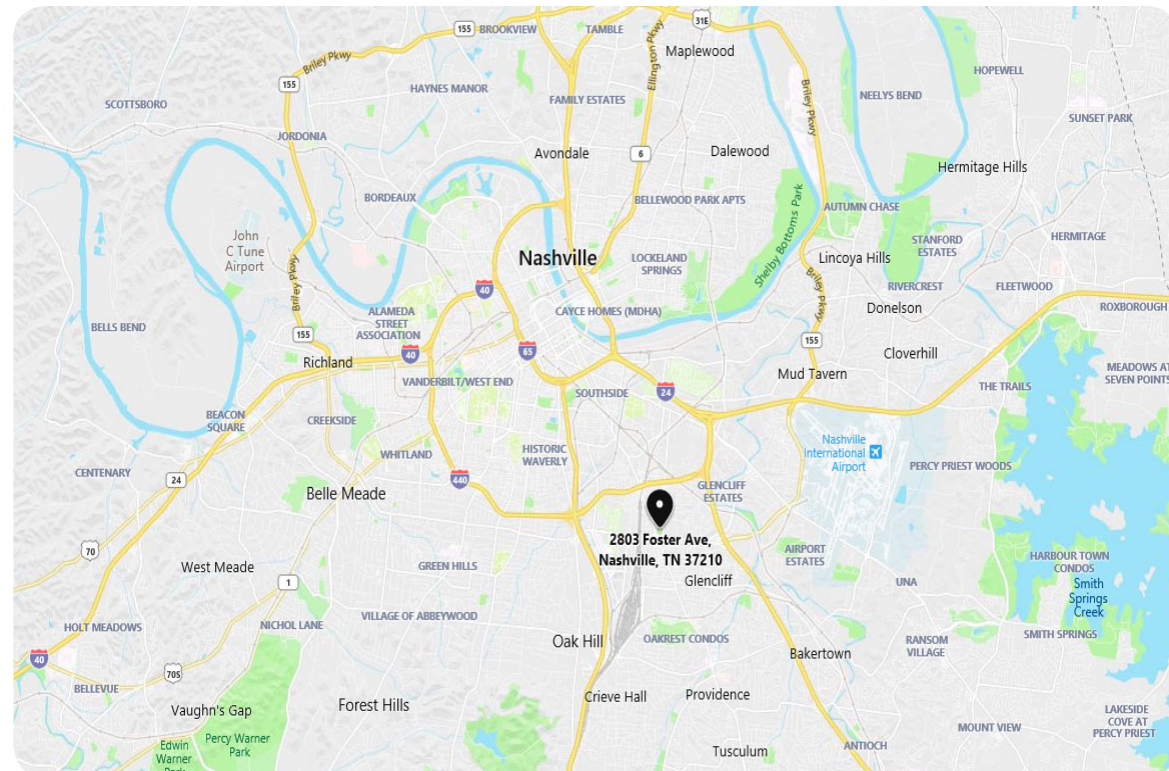 155
BROOKVIEW
TAMBLE
31E
Maplewood
Briley Pkwy
Ellington Pkwy
155
HAYNES MANOR
FAMILY ESTATES
Briley Pkwy
HOPEWELL
NEELYS BEND
SCOTTSBORO
SUNSET PARK
JORDONIA
Avondale
6
Dalewood
Hermitage Hills
BORDEAUX
BELLEWOOD PARK APTS
AUTUMN CHASE
John
C Tune
Airport
Nashville
LOCKELAND
SPRINGS
Shelby Bottoms Park
STANFORD
ESTATES
HERMITAGE
Lincoya Hills
Briley Pkwy
40
Briley Pkwy
RIVERCREST
FLEETWOOD
ROXBOROUGH
BELLS BEND
ALAMEDA
STREET
ASSOCIATION
CAYCE HOMES (MDHA)
Donelson
155
155
40
65
Richland
Cloverhill
Mud Tavern
MEADOWS AT
SEVEN POINTS
VANDERBILT/WEST END
SOUTHSIDE
24
THE TRAILS
BEACON
SQUARE
CREEKSIDE
WHITLAND
HISTORIC
WAVERLY
Nashville
International
Airport
PERCY PRIEST WOODS
CENTENARY
24
440
GLENCLIFF
ESTATES
Belle Meade
2803 Foster Ave,
Nashville, TN 37210
70
West Meade
GREEN HILLS
AIRPORT
ESTATES
HARBOUR TOWN
CONDOS
1
Glencliff
UNA
Smith
Springs
Creek
HOLT MEADOWS
NICHOL LANE
VILLAGE OF ABBEYWOOD
Oak Hill
OAKREST CONDOS
RANSOM
VILLAGE
SMITH SPRINGS
40
Bakertown
70S
BELLEVUE
Vaughn's Gap
Forest Hills
Crieve Hall
Providence
LAKESIDE
COVE AT
PERCY PRIEST
MOUNT VIEW
Edwin
Warner
Park
Percy Warner
Park
Tusculum
ANTIOCH